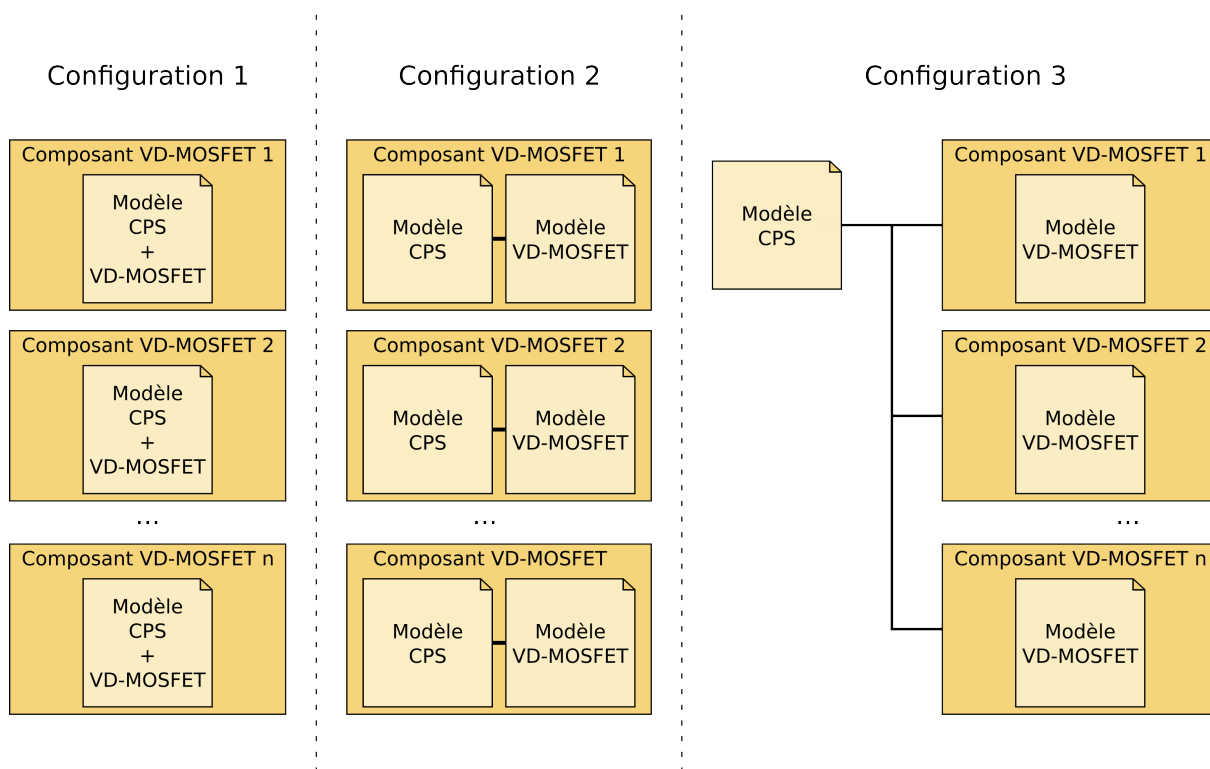 Configuration 1
Composant VD-MOSFET 1
Modèle
CPS
+
VD-MOSFET
Composant VD-MOSFET 2
Modèle
CPS
+
VD-MOSFET
...
Composant VD-MOSFET n
Modèle
CPS
+
VD-MOSFET
Configuration 2
Composant VD-MOSFET 1
Modèle
CPS
Modèle
VD-MOSFET
Composant VD-MOSFET 2
Modèle
CPS
Modèle
VD-MOSFET
...
Composant VD-MOSFET
Modèle
CPS
Modèle
VD-MOSFET
Configuration 3
Modèle
CPS
Composant VD-MOSFET 1
Modèle
VD-MOSFET
Composant VD-MOSFET 2
Modèle
VD-MOSFET
...
Composant VD-MOSFET n
Modèle
VD-MOSFET